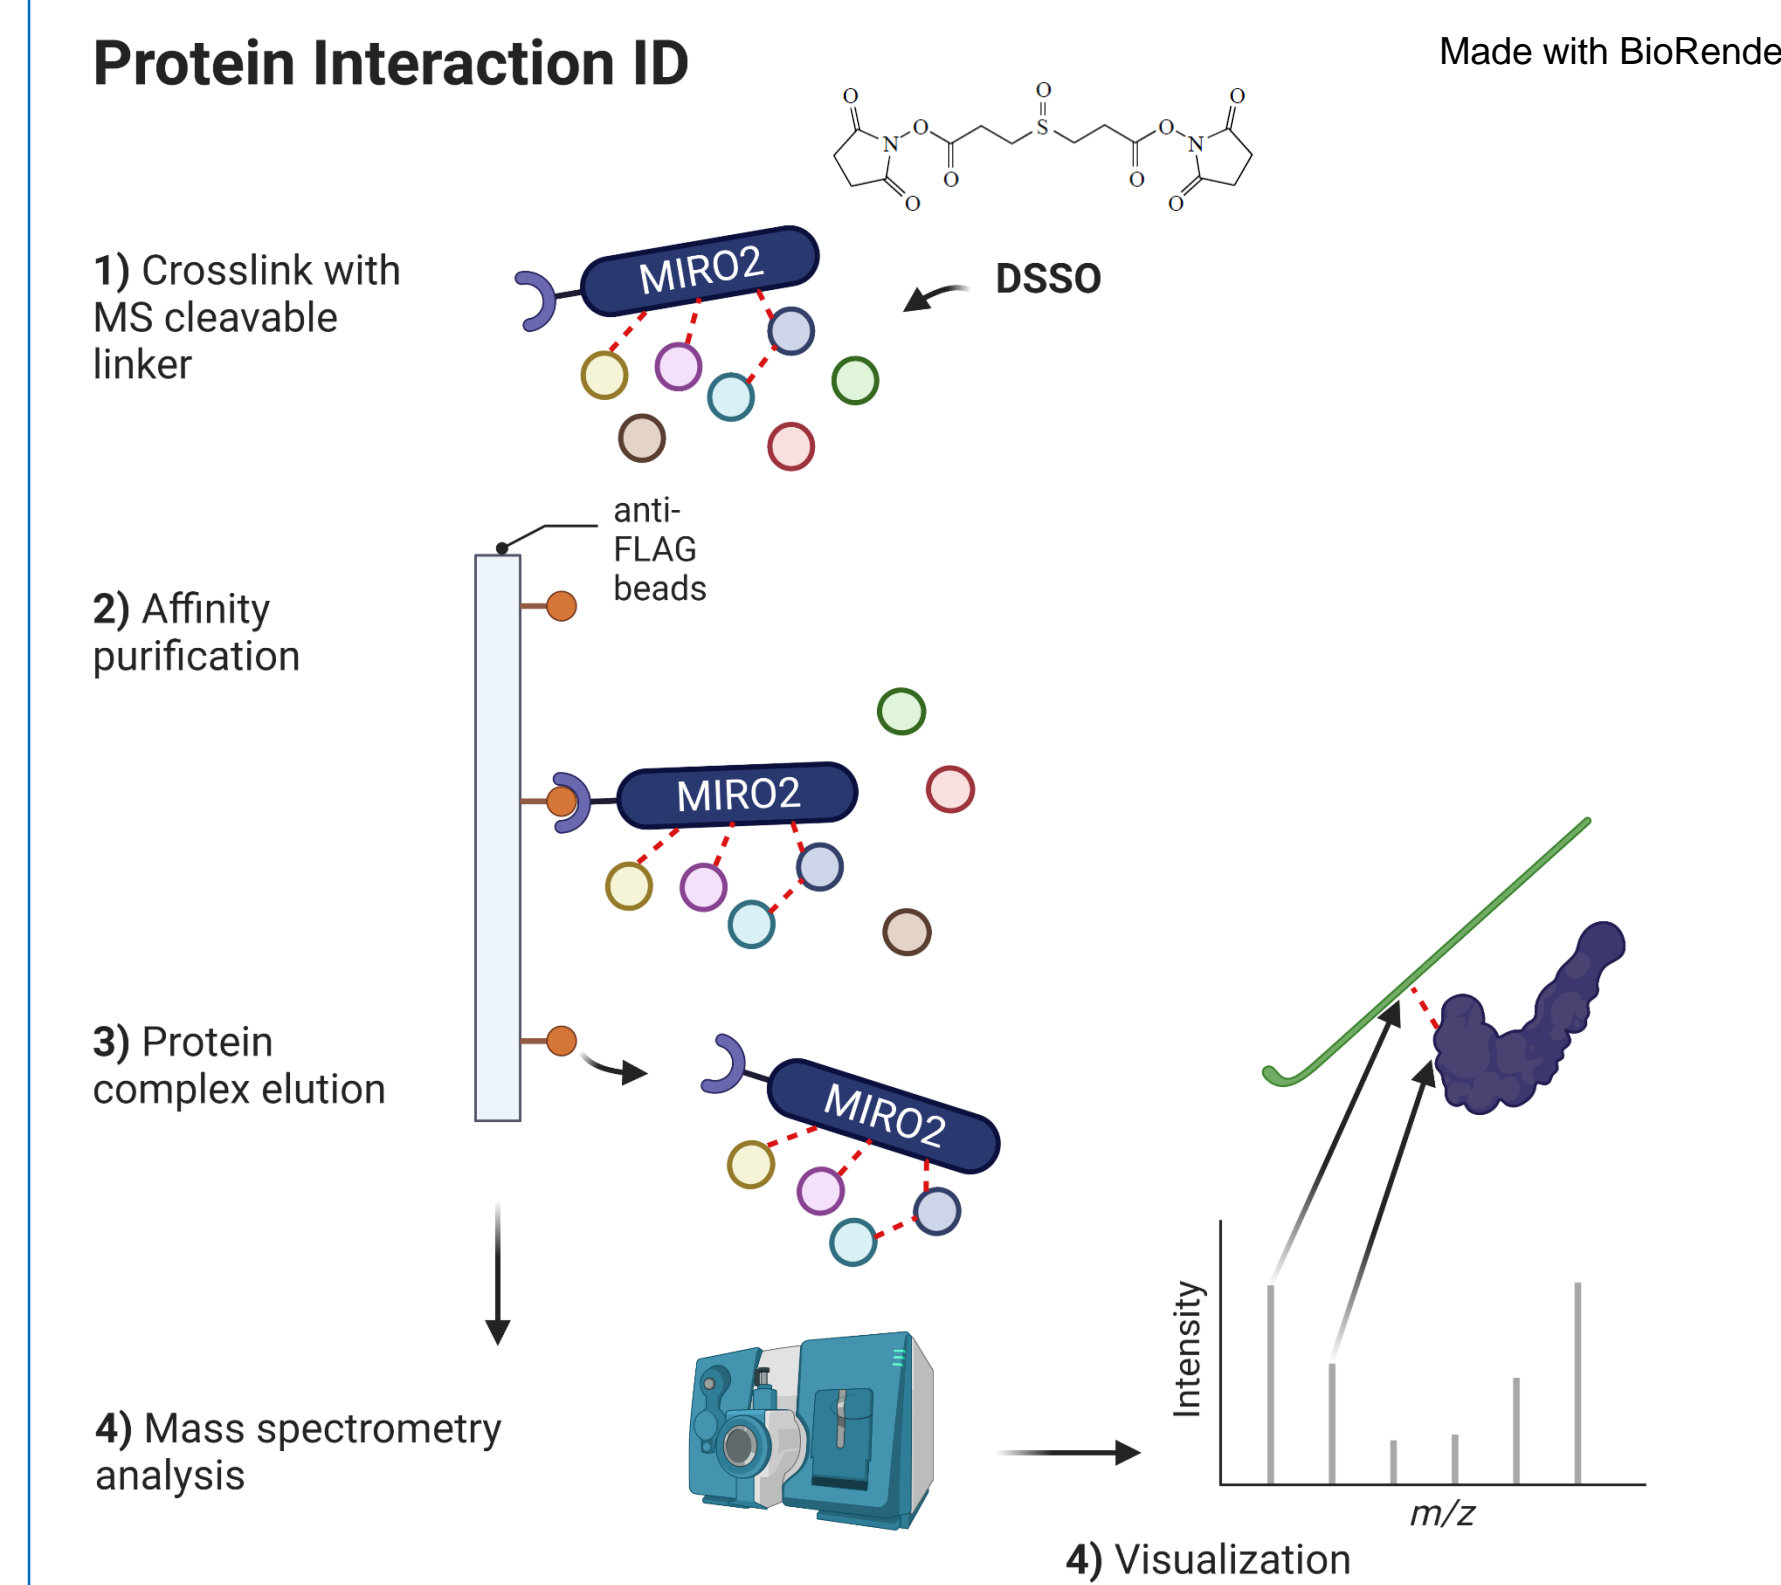 Protein Interaction ID
Made with BioRende
O
O
O
N
O
S
O
N
O
O
O
O
O
1) Crosslink with
MS cleavable
linker
MIRO2
DSSO
anti-
FLAG
beads
2) Affinity
purification
MIRO2
3) Protein
complex elution
MIRO2
4) Mass spectrometry
analysis
Intensity
m/z
4) Visualization